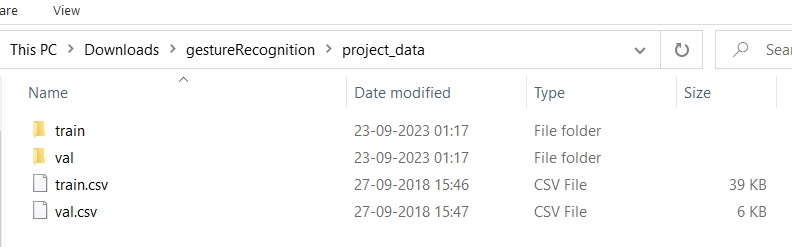 are View
This PC > Downloads > gestureRecognition > project_data Sea
Name Date modified Type Size
train 23-09-2023 01:17 File folder
val 23-09-2023 01:17 File folder
train.csv 27-09-2018 15:46 CSV File 39 KB
val.csv 27-09-2018 15:47 CSV File 6 KB